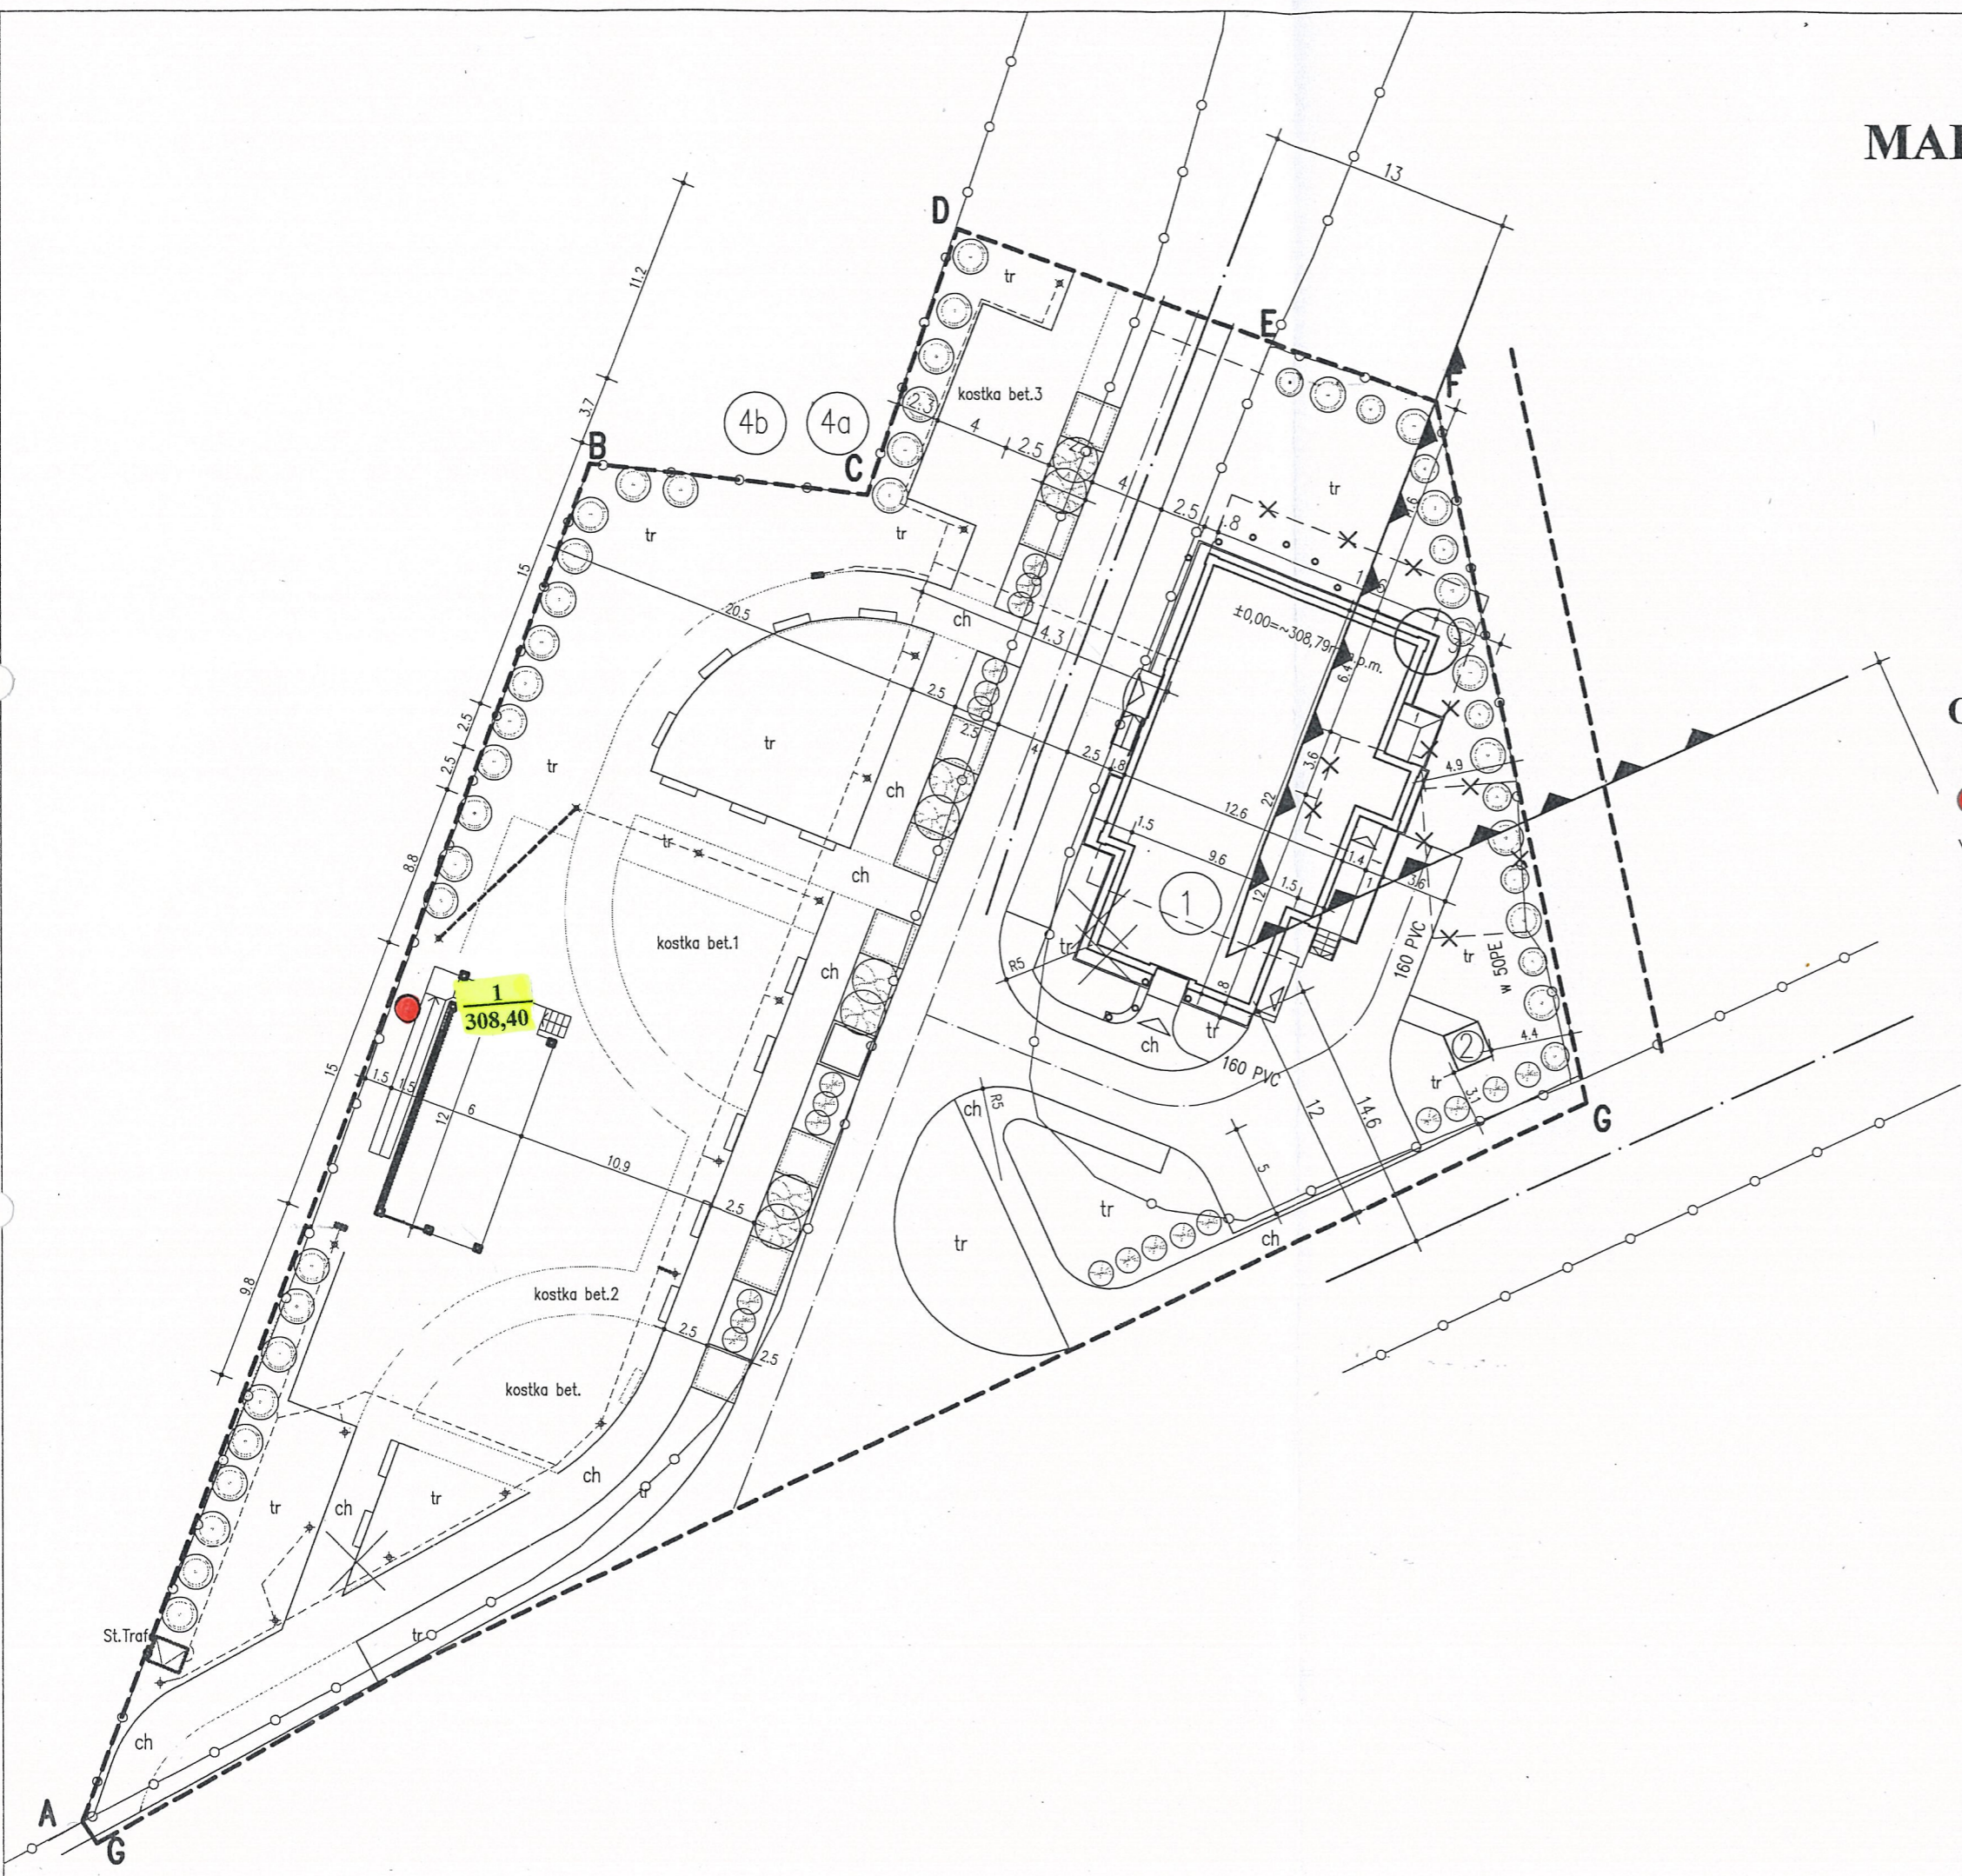 MAP
13
11.2
D
tr
E
3.7
F
kostka bet.3
2.3
4
4b
4a
2.5
2.5
B
C
4
tr
2.5
.8
tr
tr
15
20.5
ch
4.3
±0,00=~308,79m n.p.m.
6.4
2.5
2.5
tr
2.5
2.5
4
2.5
.8
3.6
4.9
tr
ch
22
12.6
1.5
9.6
1.4
8.8
tr
ch
1.5
1
3.6
12
1
kostka bet.1
ch
R5
tr
160 PVC
tr
w 50PE
1
308,40
8
tr
ch
160 PVC
2
4.4
tr
3.1
15
1.5
1.5
6
12
10.9
ch
R5
12
14.6
G
5
2.5
tr
tr
ch
9.8
kostka bet.2
2.5
2.5
kostka bet.
ch
tr
ch
tr
tr
St.Traf
tr
ch
A
G